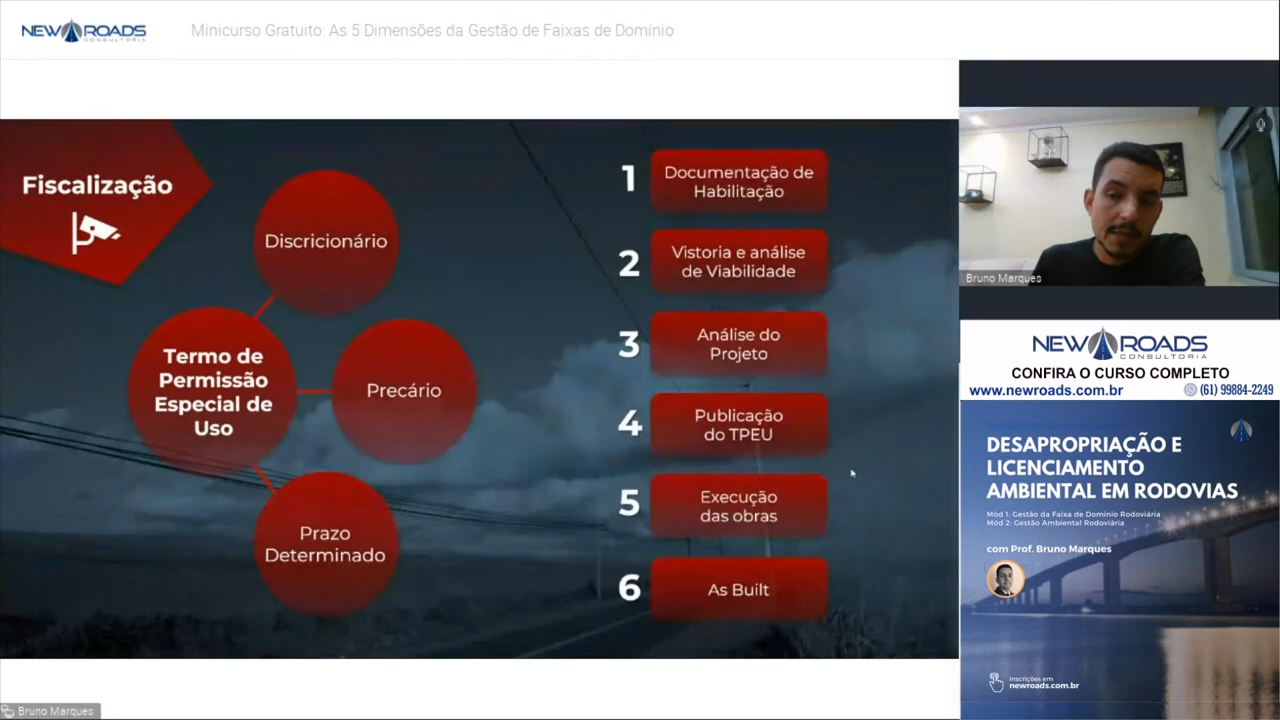 NEW ROADS
CONSULTORIA
Minicurso Gratuito: As 5 Dimensões da Gestão de Faixas de Domínio
Fiscalização
Discricionário
Termo de
Permissão
Especial de
Uso
Precário
Prazo
Determinado
1
Documentação de
Habilitação
2
Vistoria e análise
de Viabilidade
3
Análise do
Projeto
4
Publicação
do TPEU
5
Execução
das obras
6
As Built
Bruno Marques
Bruno Marques
NEW ROADS
CONSULTORIA
CONFIRA O CURSO COMPLETO
www.newroads.com.br
(61) 99884-2249
DESAPROPRIAÇÃO E
LICENCIAMENTO
AMBIENTAL EM RODOVIAS
Mód 1: Gestão da Faixa de Domínio Rodoviária
Mód 2: Gestão Ambiental Rodoviária
com Prof. Bruno Marques
Inscrições em
newroads.com.br